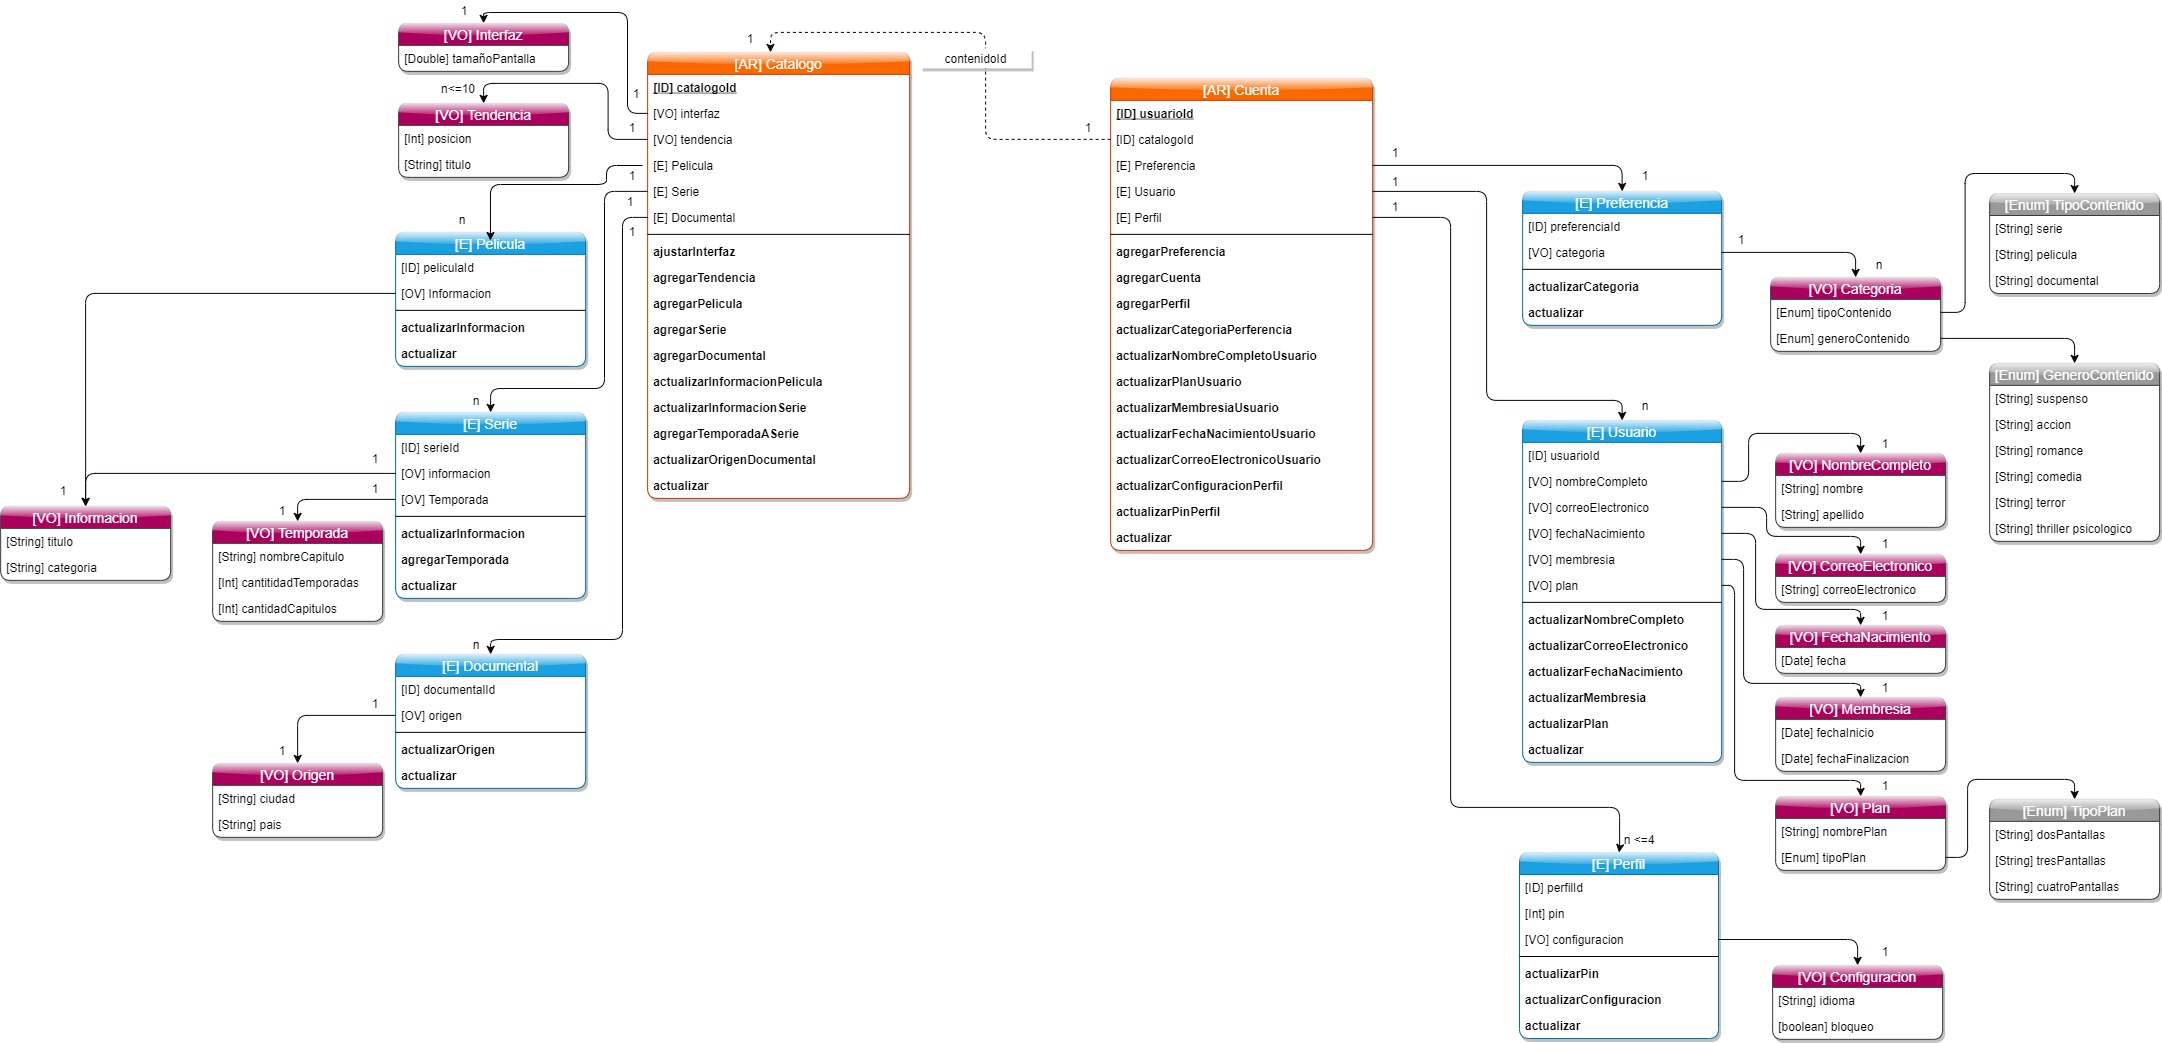 1
[VO] Interfaz
[Double] tamañoPantalla
n<=10
[VO] Tendencia
[Int] posicion
[String] titulo
1
[AR] Catalogo
[ID] catalogoId
1
[VO] interfaz
1
[VO] tendencia
[E] Pelicula
1
[E] Serie
1
[E] Documental
1
ajustarInterfaz
agregarTendencia
agregarPelicula
agregarSerie
agregarDocumental
actualizarInformacionPelicula
actualizarInformacionSerie
agregarTemporadaASerie
actualizarOrigenDocumental
actualizar
n
[E] Pelicula
[ID] peliculaId
[OV] Informacion
actualizarInformacion
actualizar
n
[E] Serie
[ID] serieId
1
[OV] informacion
1
[OV] Temporada
actualizarInformacion
agregarTemporada
actualizar
1
[VO] Informacion
[String] titulo
[String] categoria
1
[VO] Temporada
[String] nombreCapitulo
[Int] cantitidadTemporadas
[Int] cantidadCapitulos
n
[E] Documental
[ID] documentalId
1
[OV] origen
actualizarOrigen
actualizar
1
[VO] Origen
[String] ciudad
[String] pais
contenidoId
[AR] Cuenta
[ID] usuarioId
1
[ID] catalogoId
[E] Preferencia
1
[E] Usuario
1
[E] Perfil
1
agregarPreferencia
agregarCuenta
agregarPerfil
actualizarCategoriaPerferencia
actualizarNombreCompletoUsuario
actualizarPlanUsuario
actualizarMembresiaUsuario
actualizarFechaNacimientoUsuario
actualizarCorreoElectronicoUsuario
actualizarConfiguracionPerfil
actualizarPinPerfil
actualizar
1
[E] Preferencia
[ID] preferenciaId
[VO] categoria
1
actualizarCategoria
actualizar
n
[VO] Categoria
[Enum] tipoContenido
[Enum] generoContenido
[Enum] TipoContenido
[String] serie
[String] pelicula
[String] documental
[Enum] GeneroContenido
[String] suspenso
[String] accion
[String] romance
[String] comedia
[String] terror
[String] thriller psicologico
n
[E] Usuario
[ID] usuarioId
[VO] nombreCompleto
[VO] correoElectronico
[VO] fechaNacimiento
[VO] membresia
[VO] plan
actualizarNombreCompleto
actualizarCorreoElectronico
actualizarFechaNacimiento
actualizarMembresia
actualizarPlan
actualizar
1
[VO] NombreCompleto
[String] nombre
[String] apellido
1
[VO] CorreoElectronico
[String] correoElectronico
1
[VO] FechaNacimiento
[Date] fecha
1
[VO] Membresia
[Date] fechaInicio
[Date] fechaFinalizacion
1
[VO] Plan
[String] nombrePlan
[Enum] tipoPlan
[Enum] TipoPlan
[String] dosPantallas
[String] tresPantallas
[String] cuatroPantallas
n <=4
[E] Perfil
[ID] perfilId
[Int] pin
[VO] configuracion
actualizarPin
actualizarConfiguracion
actualizar
1
[VO] Configuracion
[String] idioma
[boolean] bloqueo